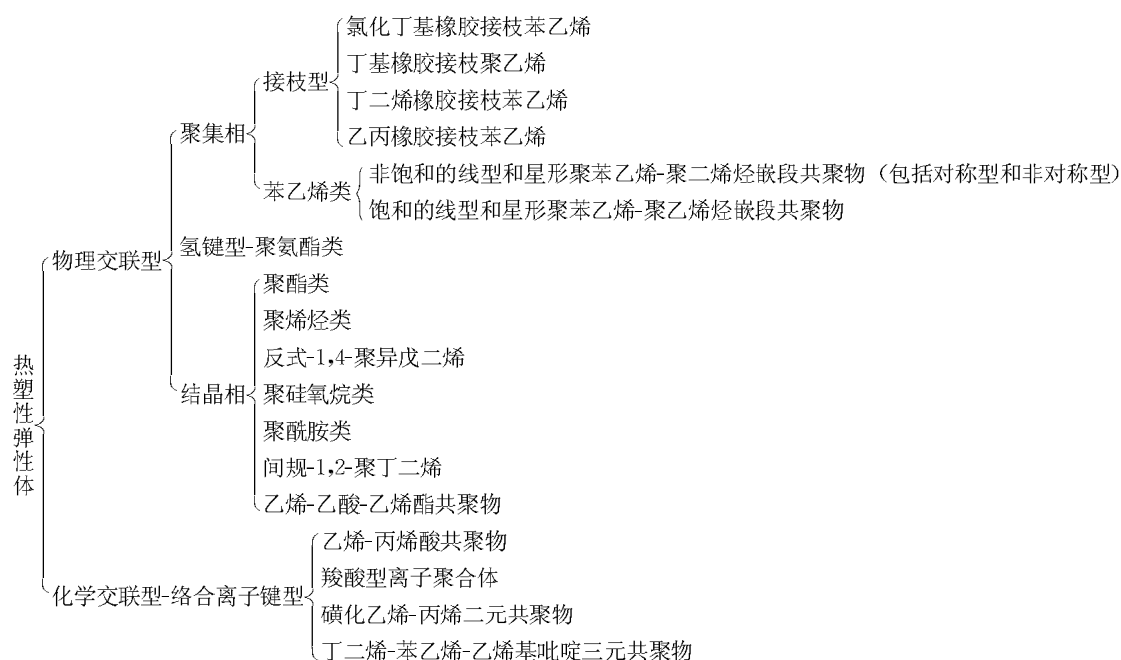 氯化丁基橡胶接枝苯乙烯
接枝型
丁基橡胶接枝聚乙烯
丁二烯橡胶接枝苯乙烯
聚集相
乙丙橡胶接枝苯乙烯
非饱和的线型和星形聚苯乙烯-聚二烯烃嵌段共聚物（包括对称型和非对称型）
苯乙烯类
饱和的线型和星形聚苯乙烯-聚乙烯烃嵌段共聚物
氢键型-聚氨酯类
物理交联型
聚酯类
聚烯烃类
反式-1,4-聚异戊二烯
结晶相
聚硅氧烷类
聚酰胺类
间规-1,2-聚丁二烯
乙烯-乙酸-乙烯酯共聚物
热塑性弹性体
乙烯-丙烯酸共聚物
羧酸型离子聚合体
化学交联型-络合离子键型
磺化乙烯-丙烯二元共聚物
丁二烯-苯乙烯-乙烯基吡啶三元共聚物